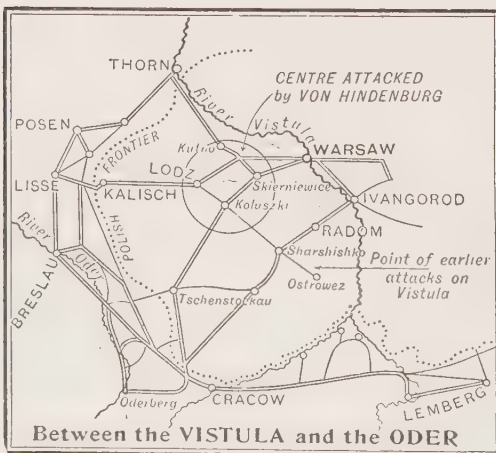 THORN
CENTRE ATTACKED
by VON HINDENBURG
River
Vistula
POSEN
FRONTIER
Kutno
WARSAW
LODZ
LISSE
KALISCH
Skierniewice
IVANGOROD
Koluszki
River
POLISH
RADOM
Sharshishko
Point of earlier
attacks on
Vistula
Oder
Ostrowez
BRESLAU
Tschenstockau
Oderberg
CRACOW
LEMBERG
Between the VISTULA and the ODER